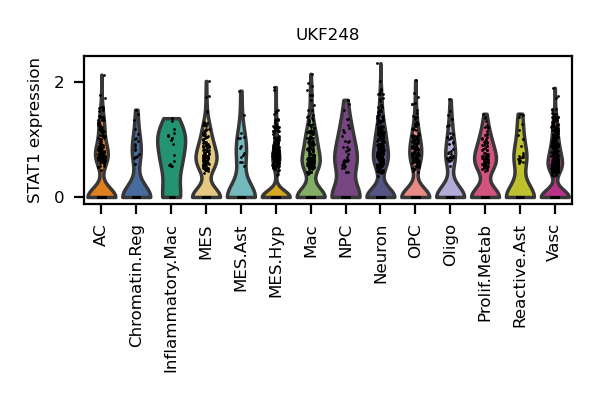 UKF248
STAT1 expression
2
0
AC
Chromatin.Reg
Inflammatory.Mac
MES
MES.Ast
MES.Hyp
Mac
NPC
Neuron
OPC
Oligo
Prolif.Metab
Reactive.Ast
Vasc